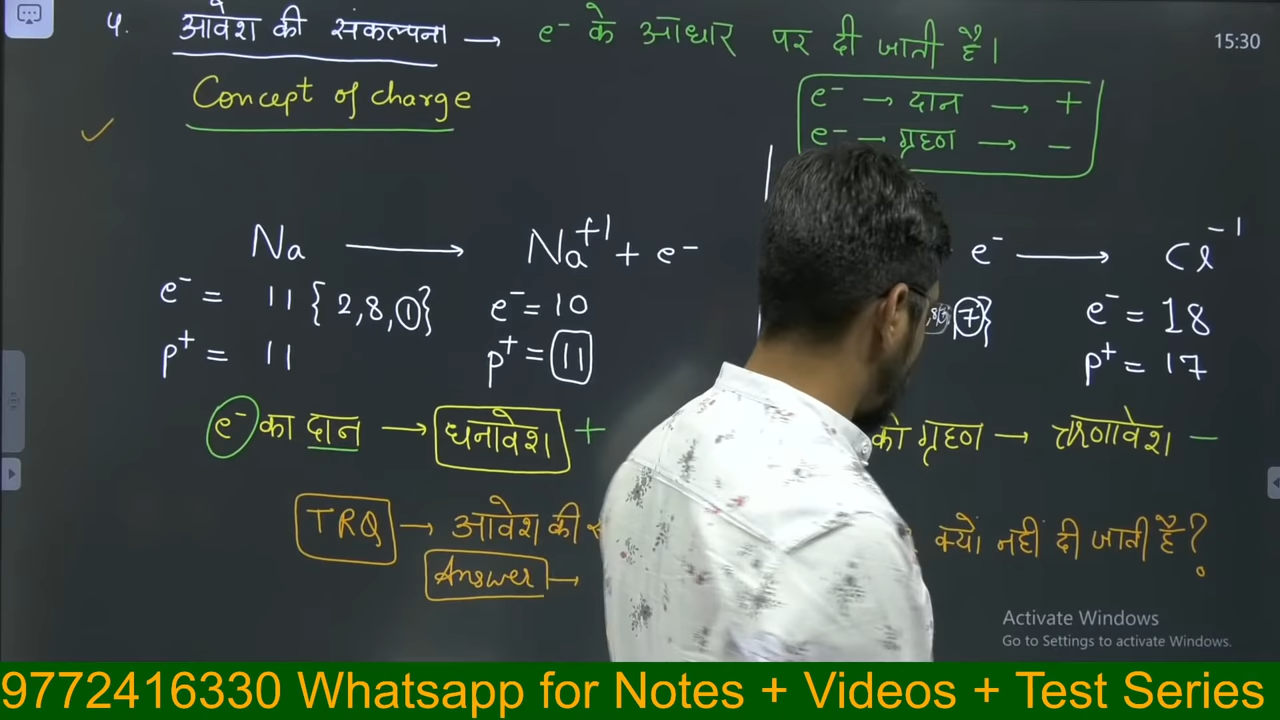 4. आवेश की संकल्पना → e⁻ के आधार पर दी जाती है। 15:30
Concept of charge
e⁻ → दान → +
e⁻ → ग्रहण → −
Na → Na⁺¹ + e⁻
e⁻ → Cl⁻¹
e⁻ = 11 {2,8,1} e⁻ = 10
7} e⁻ = 18
p⁺ = 11 p⁺ = 11
p⁺ = 17
e⁻ का दान → धनावेश +
को ग्रहण → ऋणावेश −
TRQ → आवेश की
क्यों नही दी जाती है?
Answer →
Activate Windows
Go to Settings to activate Windows.
9772416330 Whatsapp for Notes + Videos + Test Series